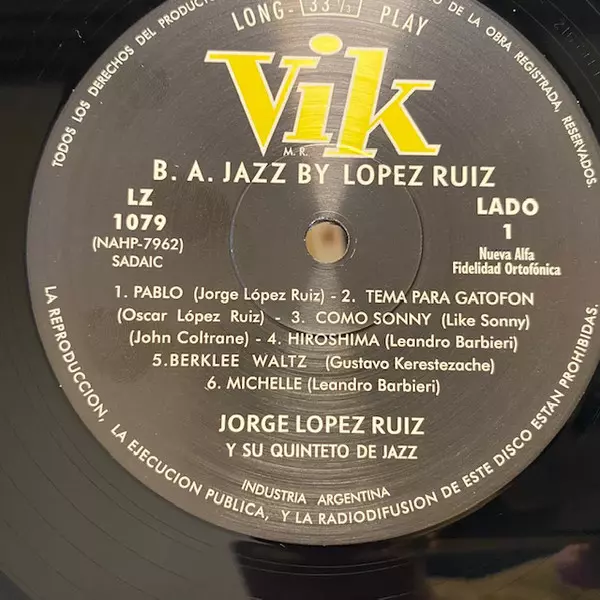 LONG- 33 1/3 PLAY
Vik
M. R.
B. A. JAZZ BY LOPEZ RUIZ
LZ
1079
(NAHP-7962)
SADAIC
LADO
1
Nueva Alfa
Fidelidad Ortofónica
1. PABLO (Jorge López Ruiz) - 2. TEMA PARA GATOFON
(Oscar López Ruiz) - 3. COMO SONNY (Like Sonny)
(John Coltrane) - 4. HIROSHIMA (Leandro Barbieri)
5.BERKLEE WALTZ (Gustavo Kerestezache)
6. MICHELLE (Leandro Barbieri)
JORGE LOPEZ RUIZ
Y SU QUINTETO DE JAZZ
INDUSTRIA ARGENTINA
TODOS LOS DERECHOS DEL PRODUC
DE LA OBRA REGISTRADA, RESERVADOS.
LA REPRODUCCION, LA EJECUCION PUBLICA, Y LA RADIODIFUSION DE ESTE DISCO ESTAN PROHIBIDAS.